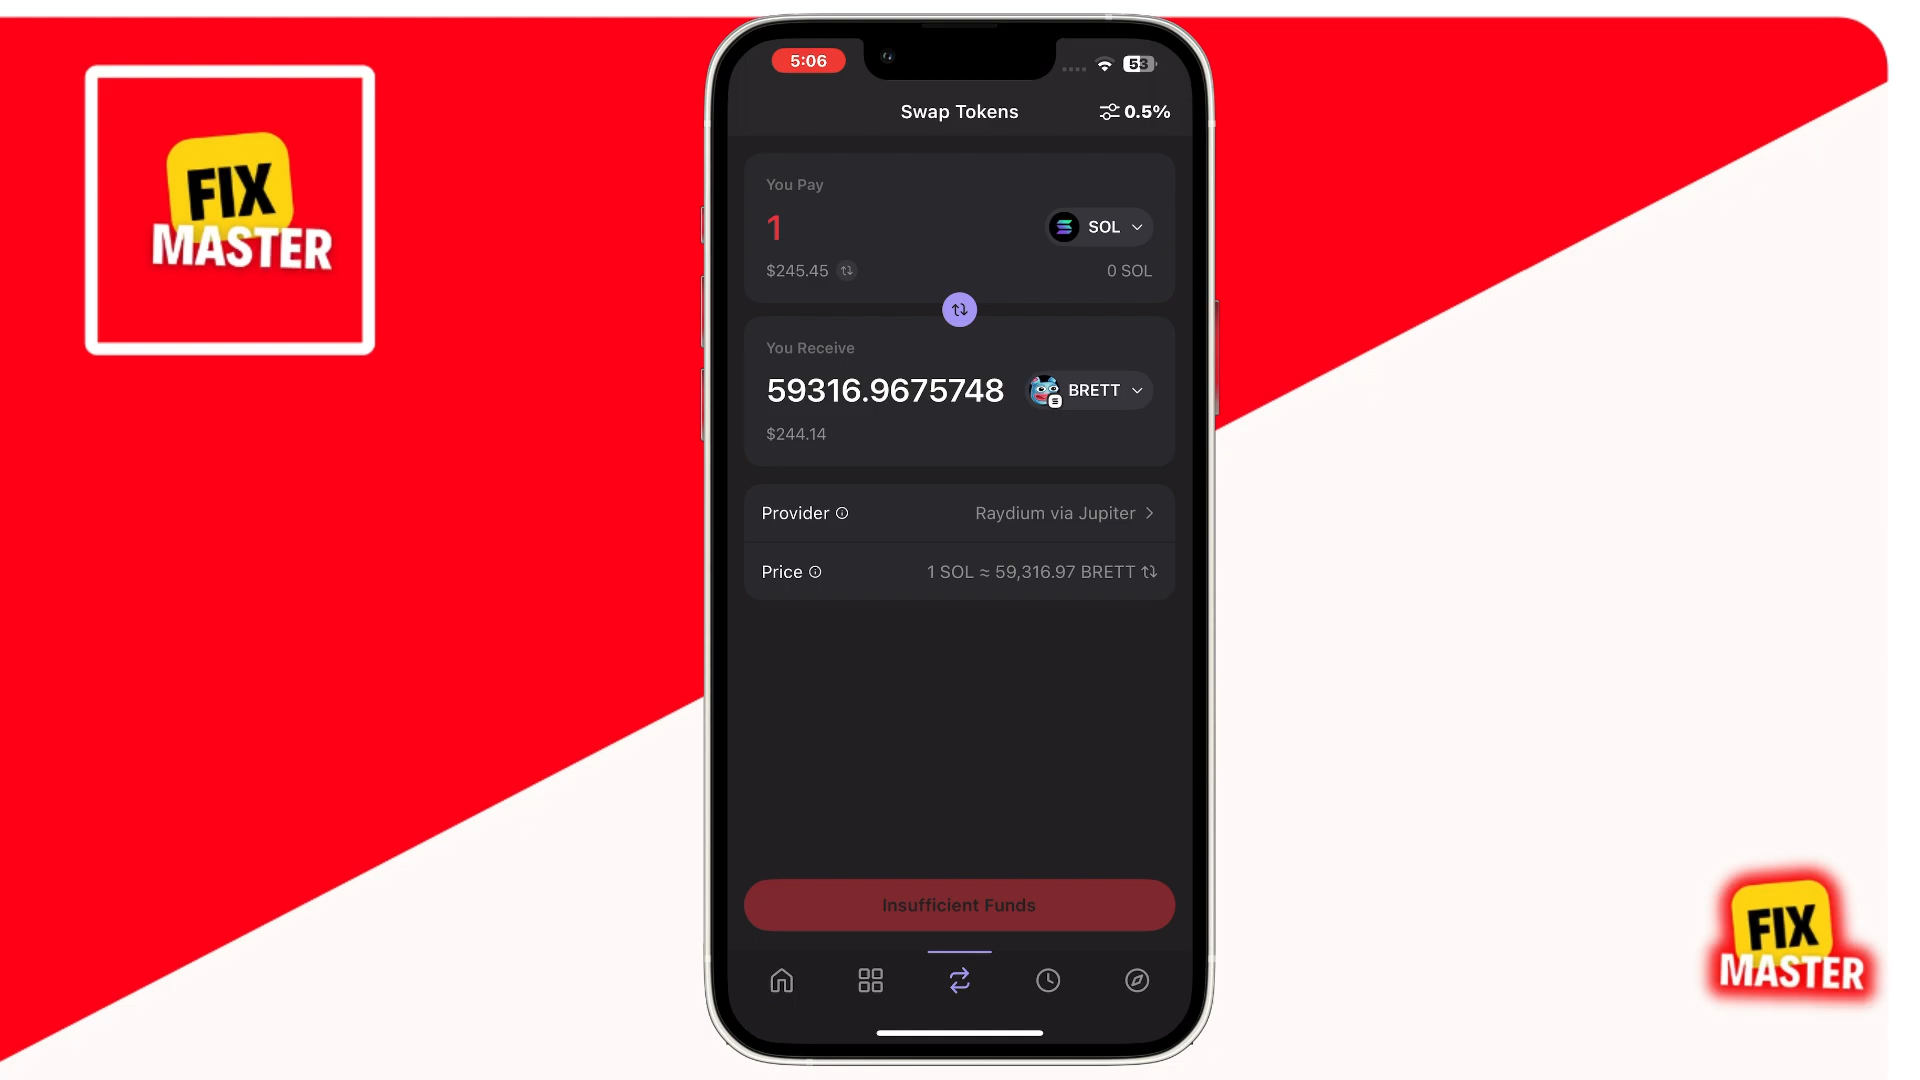 FIX
MASTER
5:06
53
Swap Tokens
0.5%
You Pay
1
SOL
$245.45
0 SOL
You Receive
59316.9675748
BRETT
$244.14
Provider
Raydium via Jupiter
Price
1 SOL ≈ 59,316.97 BRETT
Insufficient Funds
FIX
MASTER